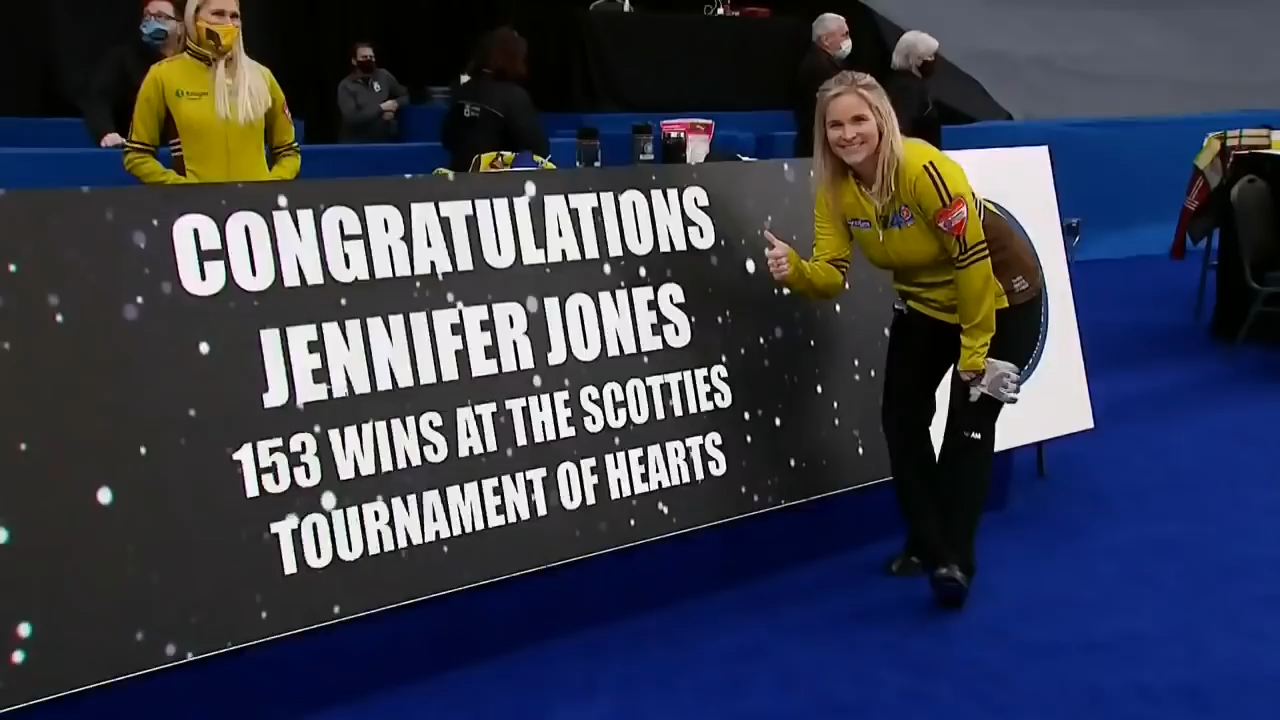 CONGRATULATIONS
JENNIFER JONES
153 WINS AT THE SCOTTIES
TOURNAMENT OF HEARTS